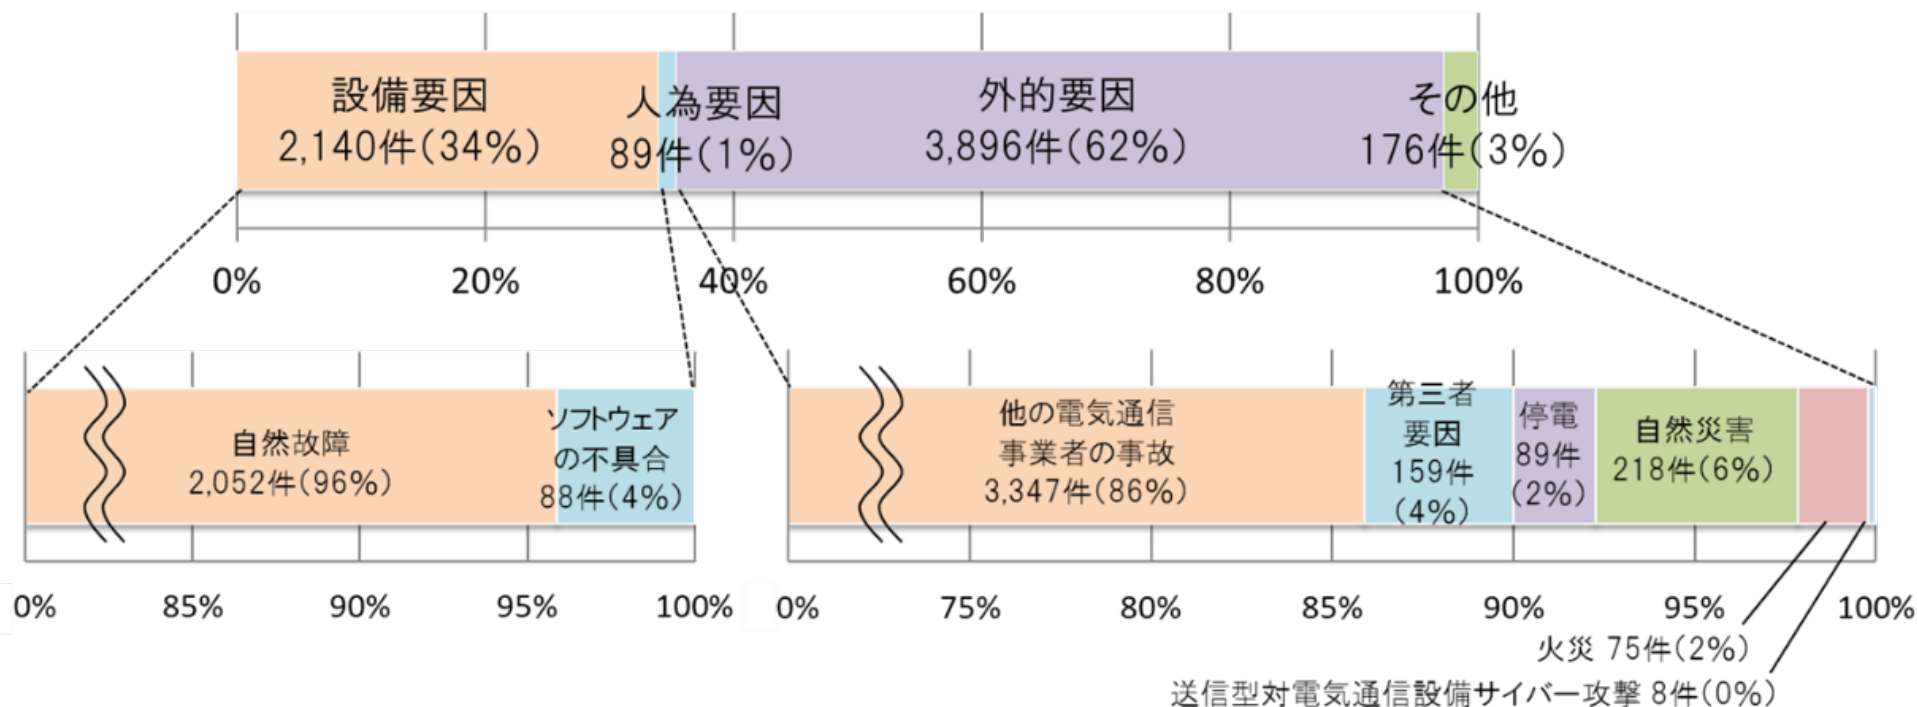 設備要因
2,140件(34%)
人為要因
89件(1%)
外的要因
3,896件(62%)
その他
176件(3%)
0%
20%
40%
60%
80%
100%
自然故障
2,052件(96%)
ソフトウェア
の不具合
88件(4%)
0%
85%
90%
95%
100%
他の電気通信
事業者の事故
3,347件(86%)
第三者
要因
159件
(4%)
停電
89件
(2%)
自然災害
218件(6%)
0%
75%
80%
85%
90%
95%
100%
火災 75件(2%)
送信型対電気通信設備サイバー攻撃 8件(0%)